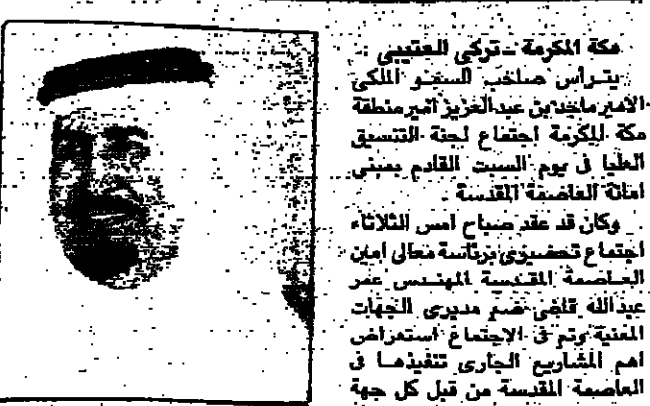 مكة المكرمة - تركي العتيبي :
يتراس صاحب السمو الملكي
الامير ماجد بن عبدالعزيز امير منطقة
مكة المكرمة اجتماع لجنة التنسيق
العليا في يوم السبت القادم بمبنى
امانة العاصمة المقدسة .
وكان قد عقد صباح امس الثلاثاء
اجتماع تحضيري برئاسة معالي امين
العاصمة المقدسة المهندس عمر
عبدالله قاضي ضم مديري الجهات
المعنية وتم في الاجتماع استعراض
اهم المشاريع الجاري تنفيذها في
العاصمة المقدسة من قبل كل جهة